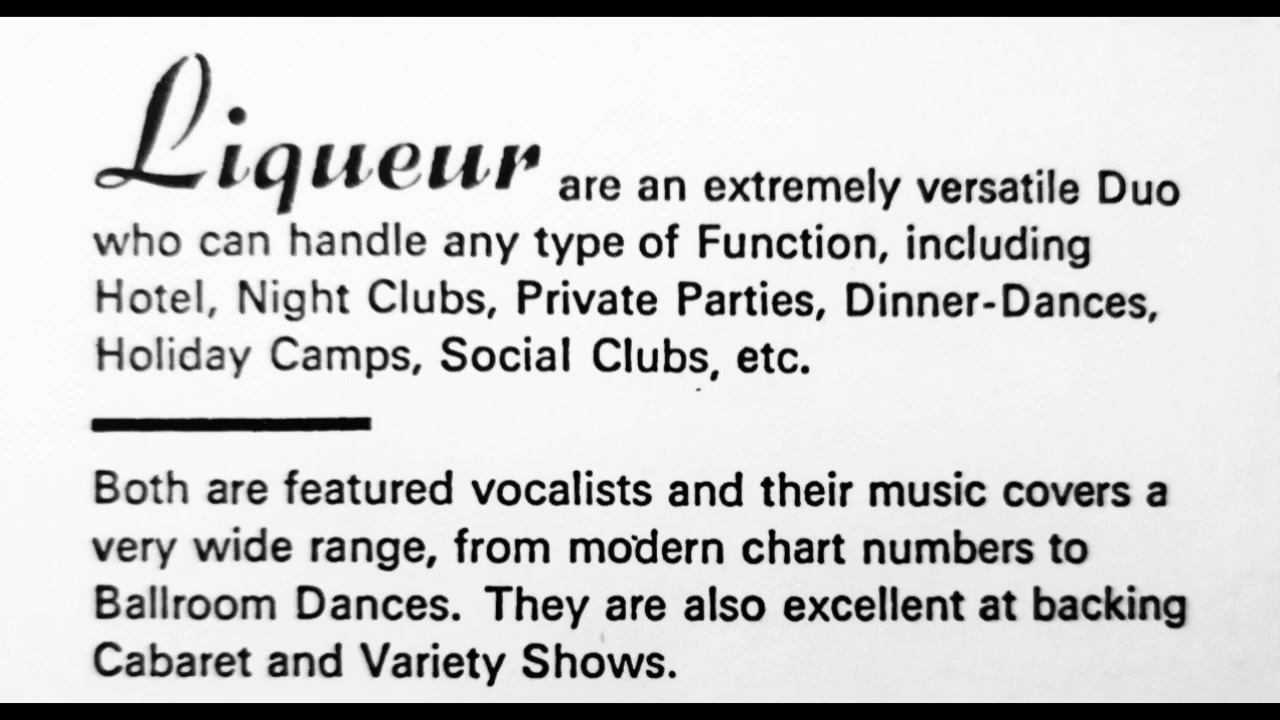 Liqueur are an extremely versatile Duo
who can handle any type of Function, including
Hotel, Night Clubs, Private Parties, Dinner-Dances,
Holiday Camps, Social Clubs, etc.
Both are featured vocalists and their music covers a
very wide range, from modern chart numbers to
Ballroom Dances. They are also excellent at backing
Cabaret and Variety Shows.